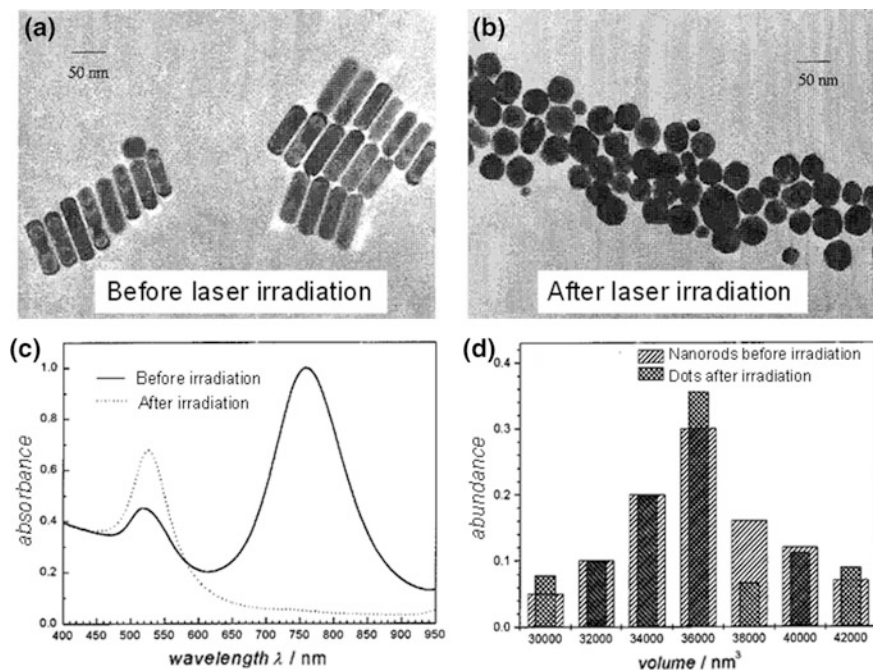 (a)
50 nm
Before laser irradiation
(b)
50 nm
After laser irradiation
(c)
1.0
0.8
0.6
0.4
0.2
0.0
absorbance
Before irradiation
After irradiation
400 450 500 550 600 650 700 750 800 850 900 950
wavelength λ / nm
(d)
0.4
0.3
0.2
0.1
0.0
abundance
Nanorods before irradiation
Dots after irradiation
30000 32000 34000 36000 38000 40000 42000
volume / nm³